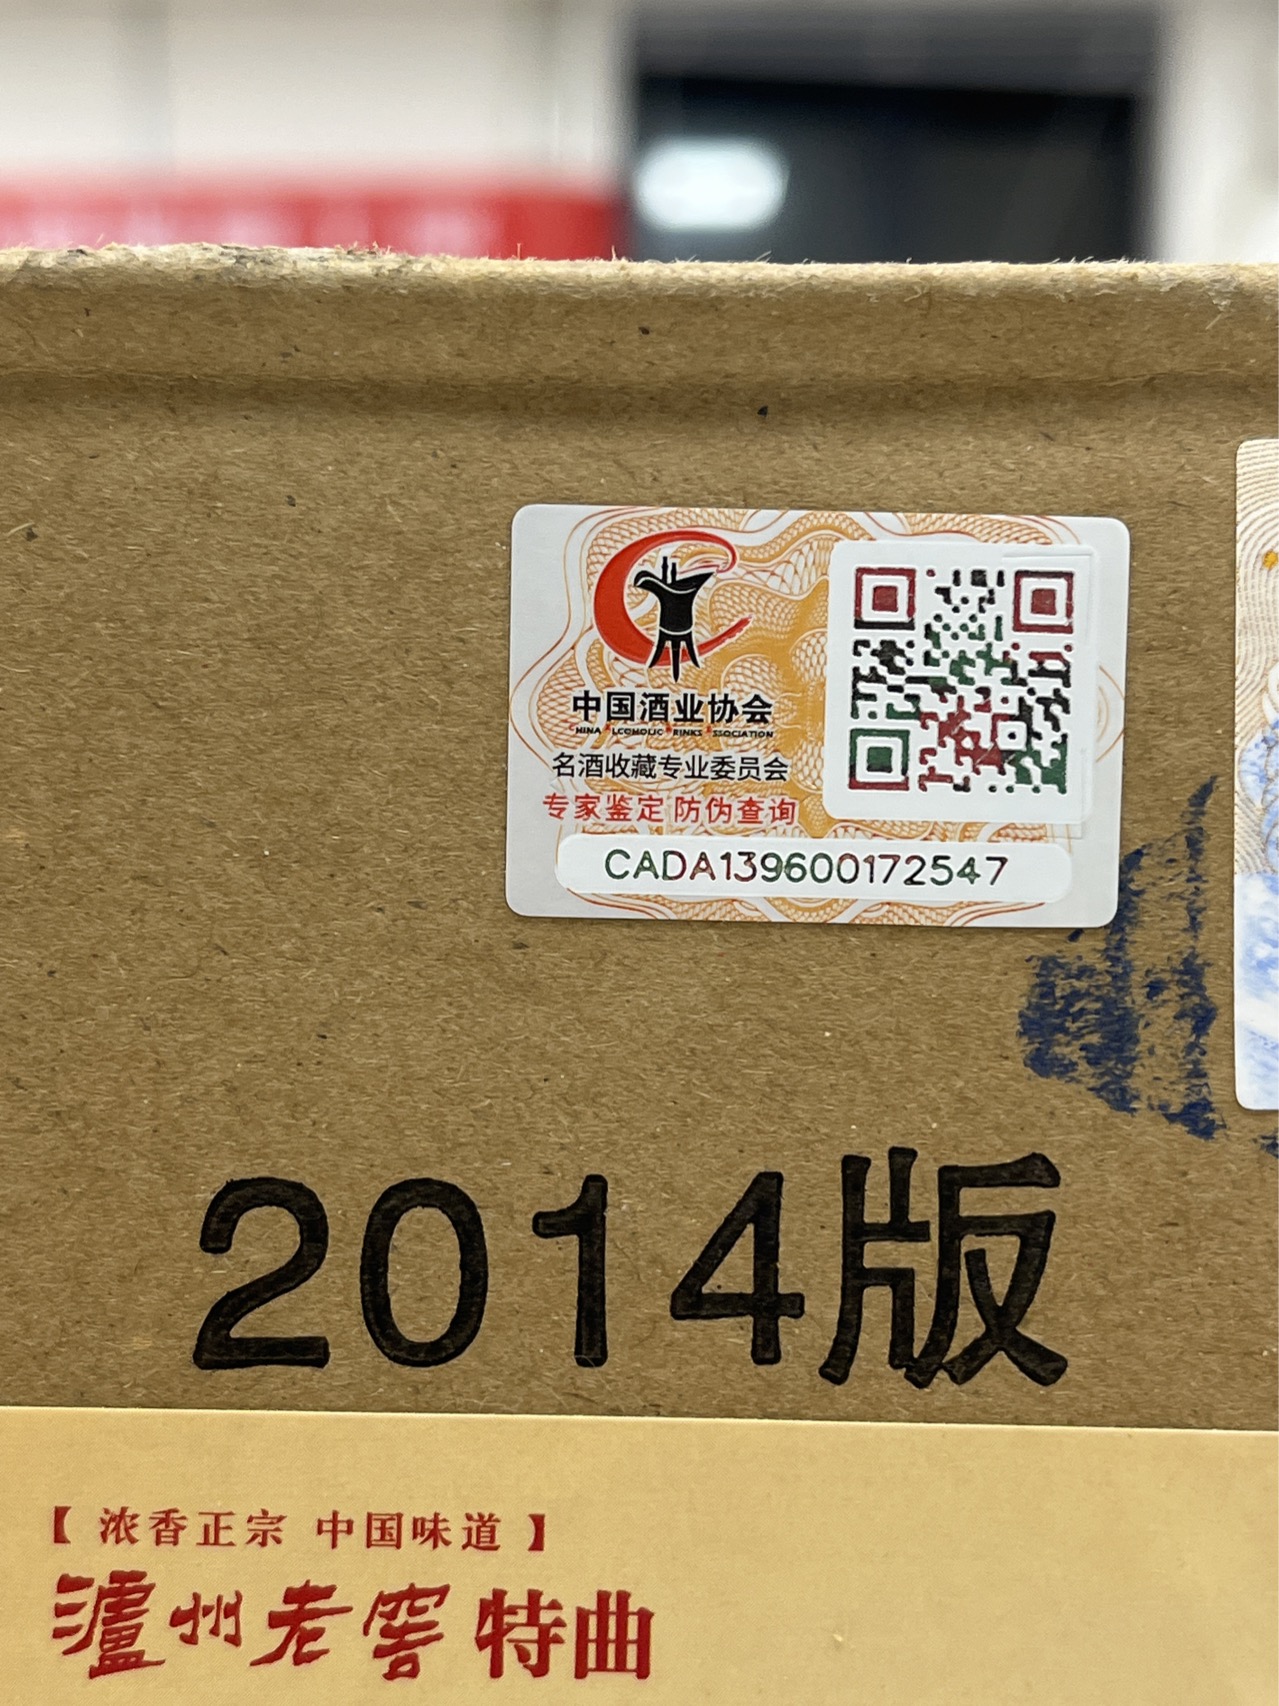 中国酒业协会
CHINA ALCOHOLIC DRINKS ASSOCIATION
名酒收藏专业委员会
专家鉴定 防伪查询
CADA139600172547
2014版
【 浓香正宗 中国味道 】
泸州老窖 特曲